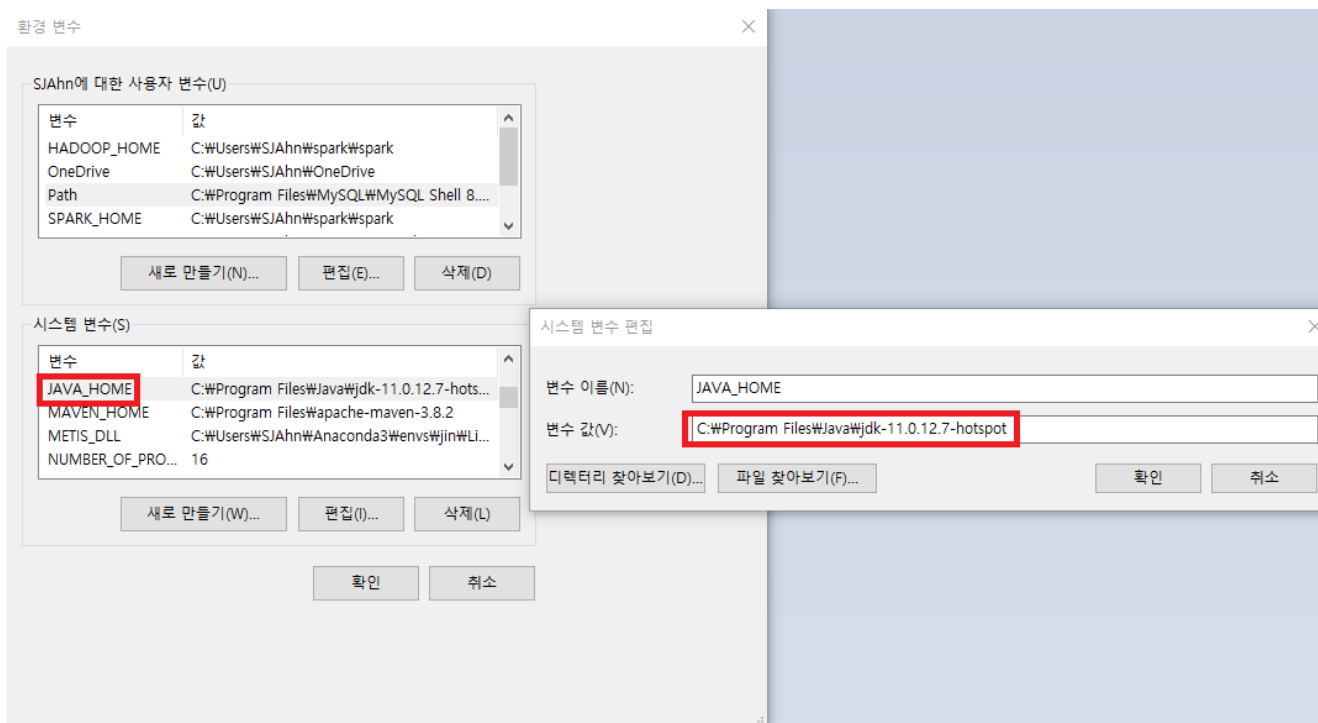 환경 변수
SJAhn에 대한 사용자 변수(U)
변수 값
HADOOP_HOME C:₩Users₩SJAhn₩spark₩spark
OneDrive C:₩Users₩SJAhn₩OneDrive
Path C:₩Program Files₩MySQL₩MySQL Shell 8....
SPARK_HOME C:₩Users₩SJAhn₩spark₩spark
새로 만들기(N)... 편집(E)... 삭제(D)
시스템 변수(S)
변수 값
JAVA_HOME C:₩Program Files₩Java₩jdk-11.0.12.7-hots...
MAVEN_HOME C:₩Program Files₩apache-maven-3.8.2
METIS_DLL C:₩Users₩SJAhn₩Anaconda3₩envs₩jin₩Li...
NUMBER_OF_PRO... 16
새로 만들기(W)... 편집(I)... 삭제(L)
확인 취소
시스템 변수 편집
변수 이름(N): JAVA_HOME
변수 값(V): C:₩Program Files₩Java₩jdk-11.0.12.7-hotspot
디렉터리 찾아보기(D)... 파일 찾아보기(F)... 확인 취소